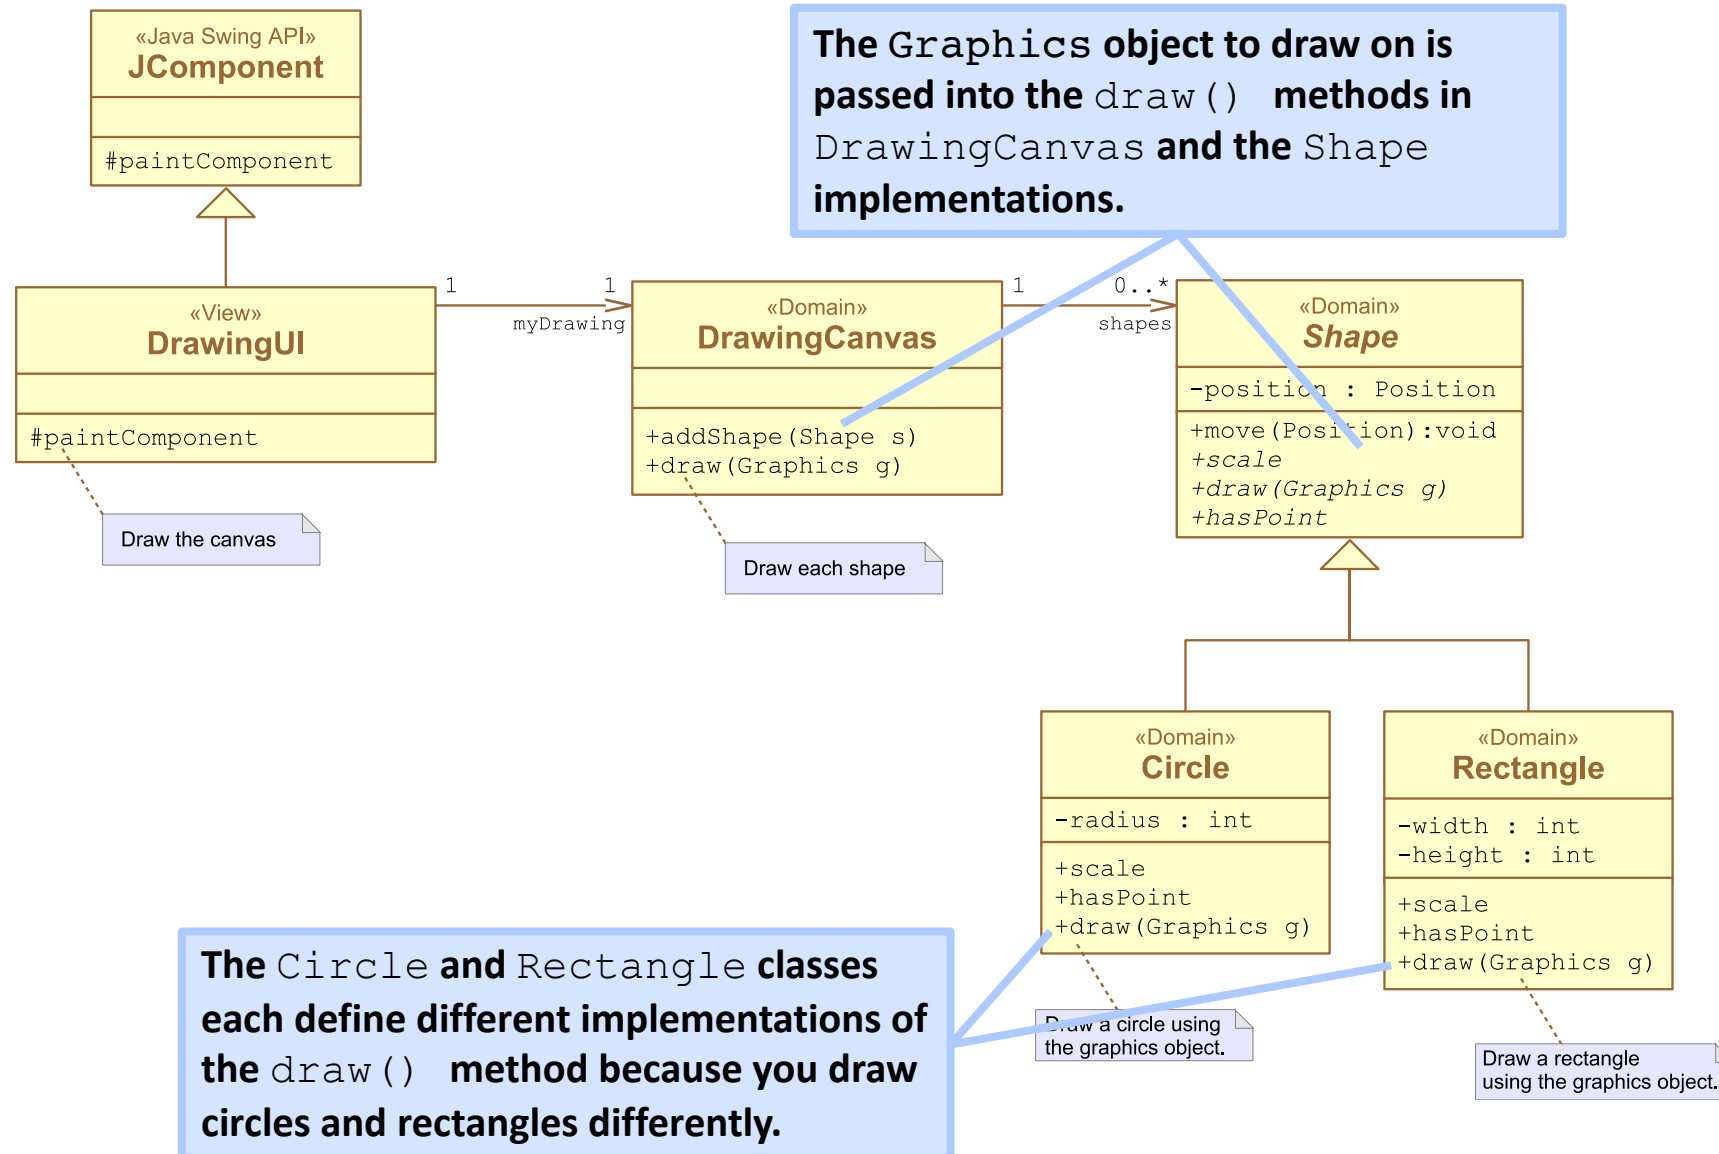 «Java Swing API»
JComponent
#paintComponent
The Graphics object to draw on is
passed into the draw() methods in
DrawingCanvas and the Shape
implementations.
«View»
DrawingUI
#paintComponent
Draw the canvas
1
1
myDrawing
«Domain»
DrawingCanvas
+addShape(Shape s)
+draw(Graphics g)
Draw each shape
1
0..*
shapes
«Domain»
Shape
-position : Position
+move(Position):void
+scale
+draw(Graphics g)
+hasPoint
«Domain»
Circle
-radius : int
+scale
+hasPoint
+draw(Graphics g)
Draw a circle using
the graphics object.
«Domain»
Rectangle
-width : int
-height : int
+scale
+hasPoint
+draw(Graphics g)
Draw a rectangle
using the graphics object.
The Circle and Rectangle classes
each define different implementations of
the draw() method because you draw
circles and rectangles differently.